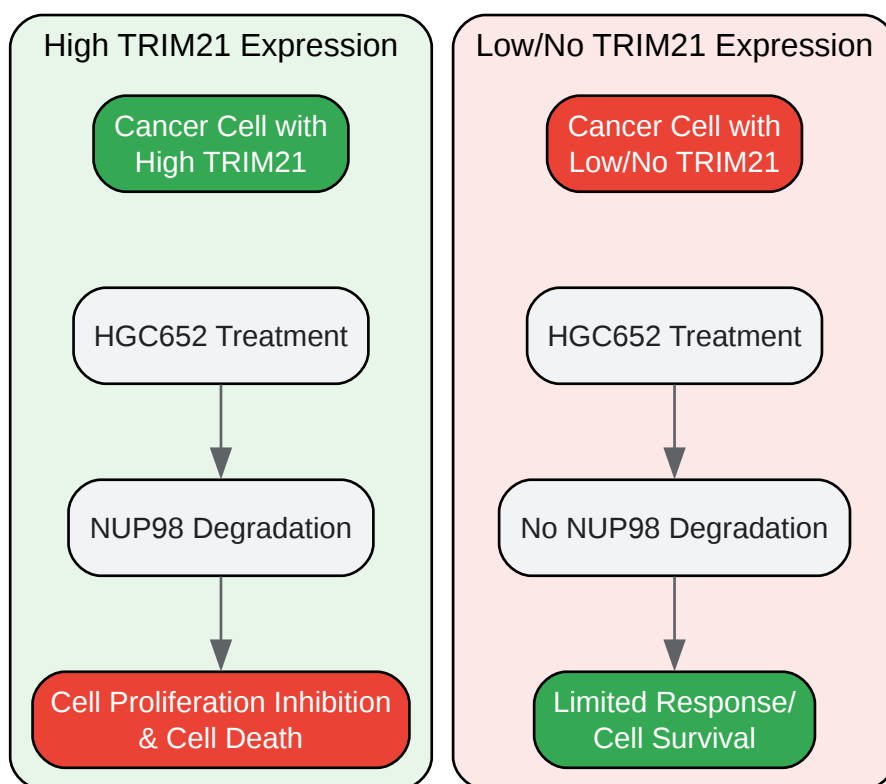 High TRIM21 Expression
Cancer Cell with
High TRIM21
HGC652 Treatment
NUP98 Degradation
Cell Proliferation Inhibition
& Cell Death
Low/No TRIM21 Expression
Cancer Cell with
Low/No TRIM21
HGC652 Treatment
No NUP98 Degradation
Limited Response/
Cell Survival